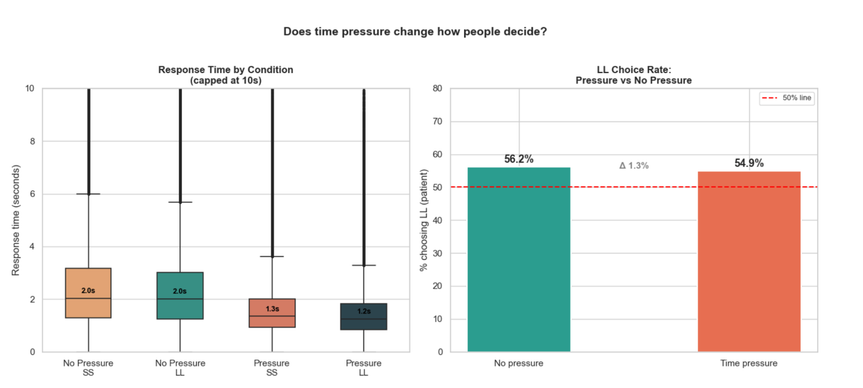 Does time pressure change how people decide?
Response Time by Condition
(capped at 10s)
Response time (seconds)
10
8
6
4
2
0
2.0s
2.0s
1.3s
1.2s
No Pressure
SS
No Pressure
LL
Pressure
SS
Pressure
LL
LL Choice Rate:
Pressure vs No Pressure
% choosing LL (patient)
80
70
60
50
40
30
20
10
0
50% line
56.2%
Δ 1.3%
54.9%
No pressure
Time pressure